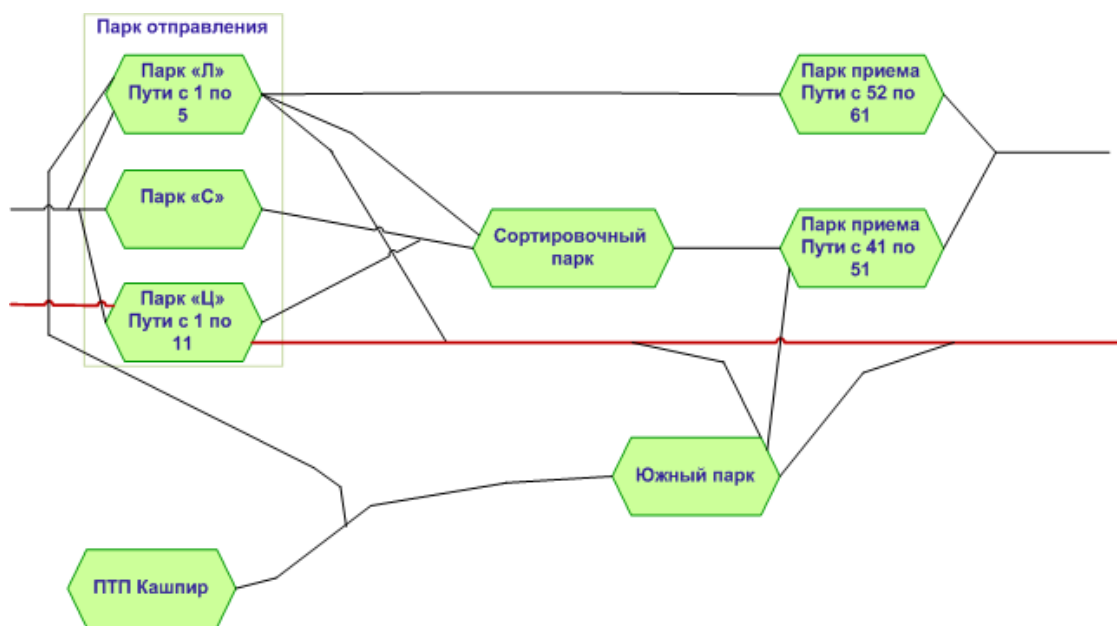 Парк отправления
Парк «Л»
Пути с 1 по
5
Парк приема
Пути с 52 по
61
Парк «С»
Сортировочный
парк
Парк приема
Пути с 41 по
51
Парк «Ц»
Пути с 1 по
11
Южный парк
ПТП Кашпир